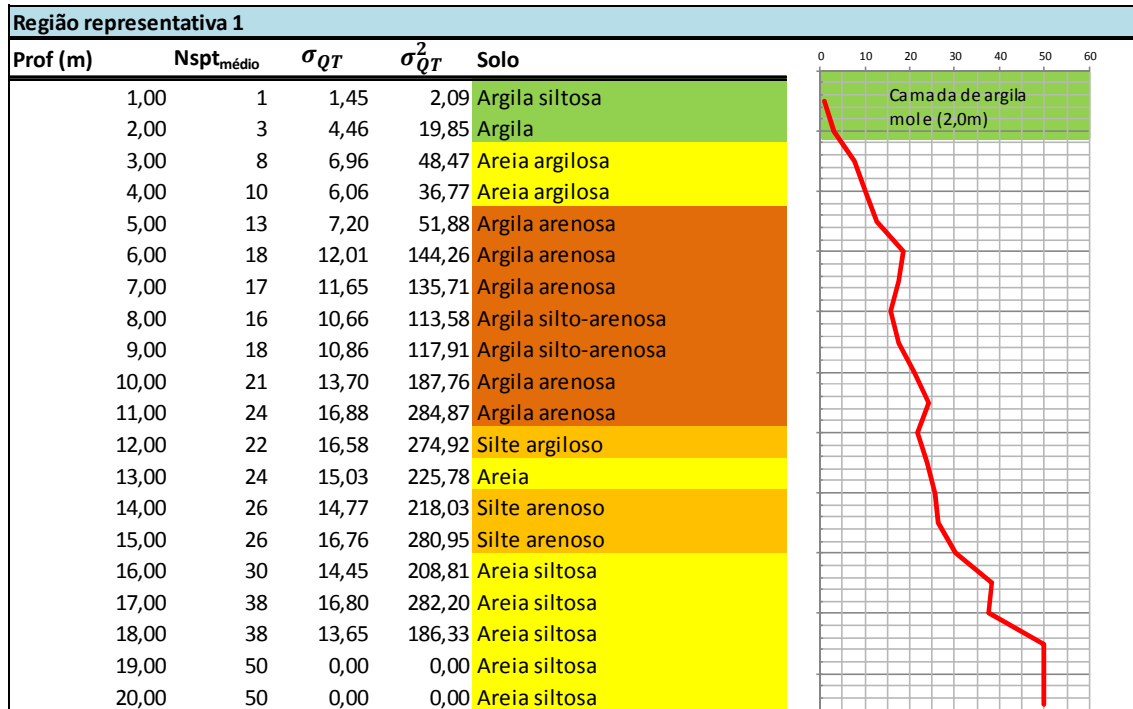 Região representativa 1
Prof (m) Nspt médio σQT σ²QT Solo
0 10 20 30 40 50 60
Camada de argila
mole (2,0m)
1,00 1 1,45 2,09 Argila siltosa
2,00 3 4,46 19,85 Argila
3,00 8 6,96 48,47 Areia argilosa
4,00 10 6,06 36,77 Areia argilosa
5,00 13 7,20 51,88 Argila arenosa
6,00 18 12,01 144,26 Argila arenosa
7,00 17 11,65 135,71 Argila arenosa
8,00 16 10,66 113,58 Argila silto-arenosa
9,00 18 10,86 117,91 Argila silto-arenosa
10,00 21 13,70 187,76 Argila arenosa
11,00 24 16,88 284,87 Argila arenosa
12,00 22 16,58 274,92 Silte argiloso
13,00 24 15,03 225,78 Areia
14,00 26 14,77 218,03 Silte arenoso
15,00 26 16,76 280,95 Silte arenoso
16,00 30 14,45 208,81 Areia siltosa
17,00 38 16,80 282,20 Areia siltosa
18,00 38 13,65 186,33 Areia siltosa
19,00 50 0,00 0,00 Areia siltosa
20,00 50 0,00 0,00 Areia siltosa